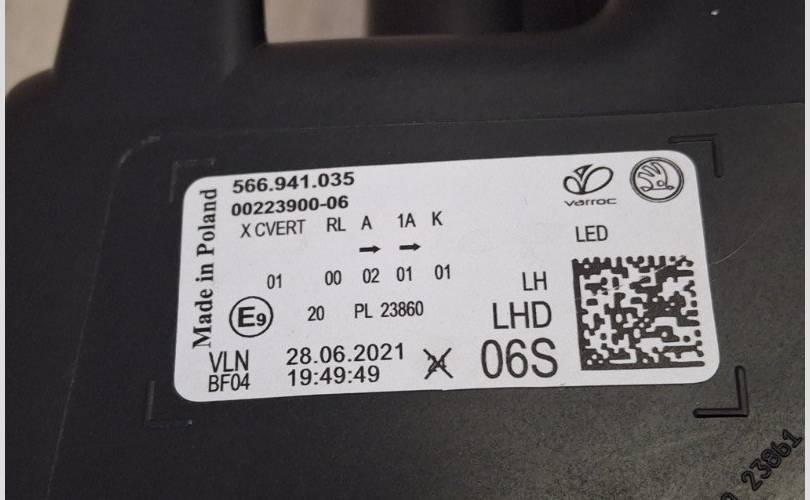 566.941.035
00223900-06
Made in Poland
X CVERT RL A 1A K
01 00 02 01 01
E9 20 PL 23860
VLN
BF04
28.06.2021
19:49:49
varroc
LED
LH
LHD
06S
23861